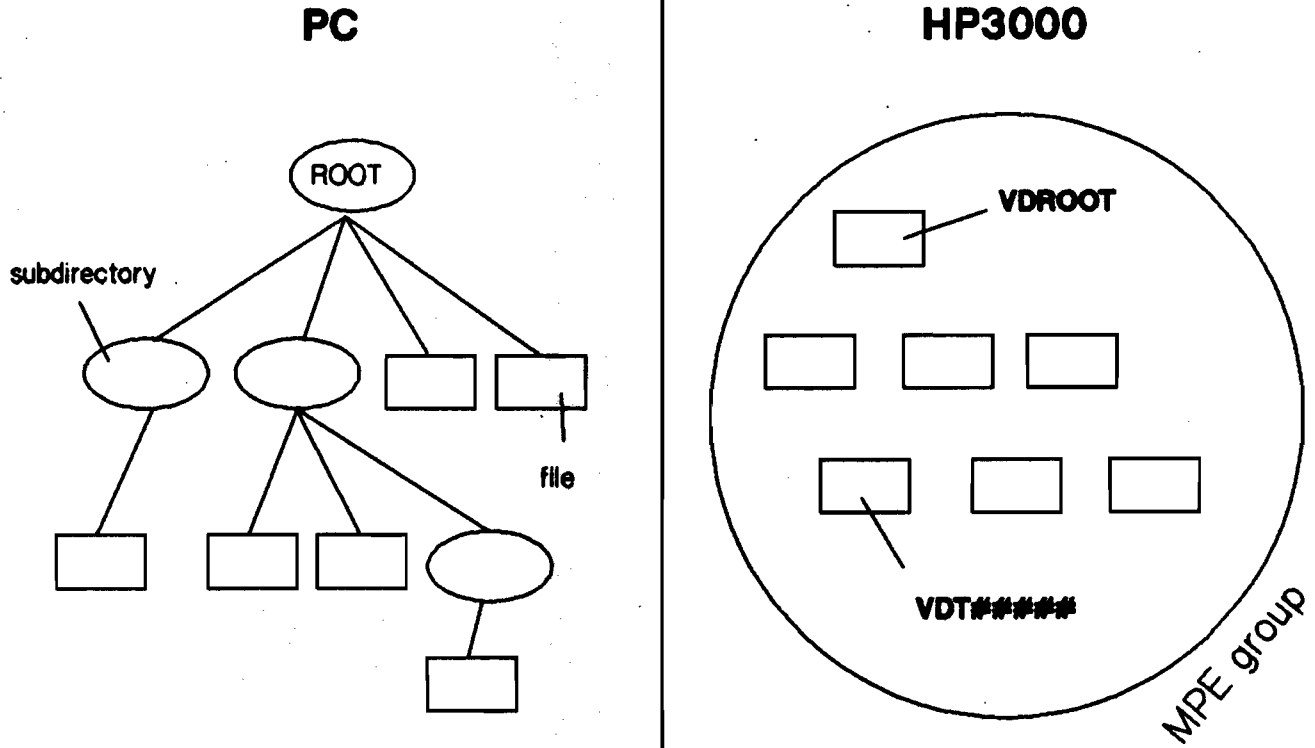 PC
ROOT
subdirectory
file
HP3000
VDROOT
VDT#####
MPE group